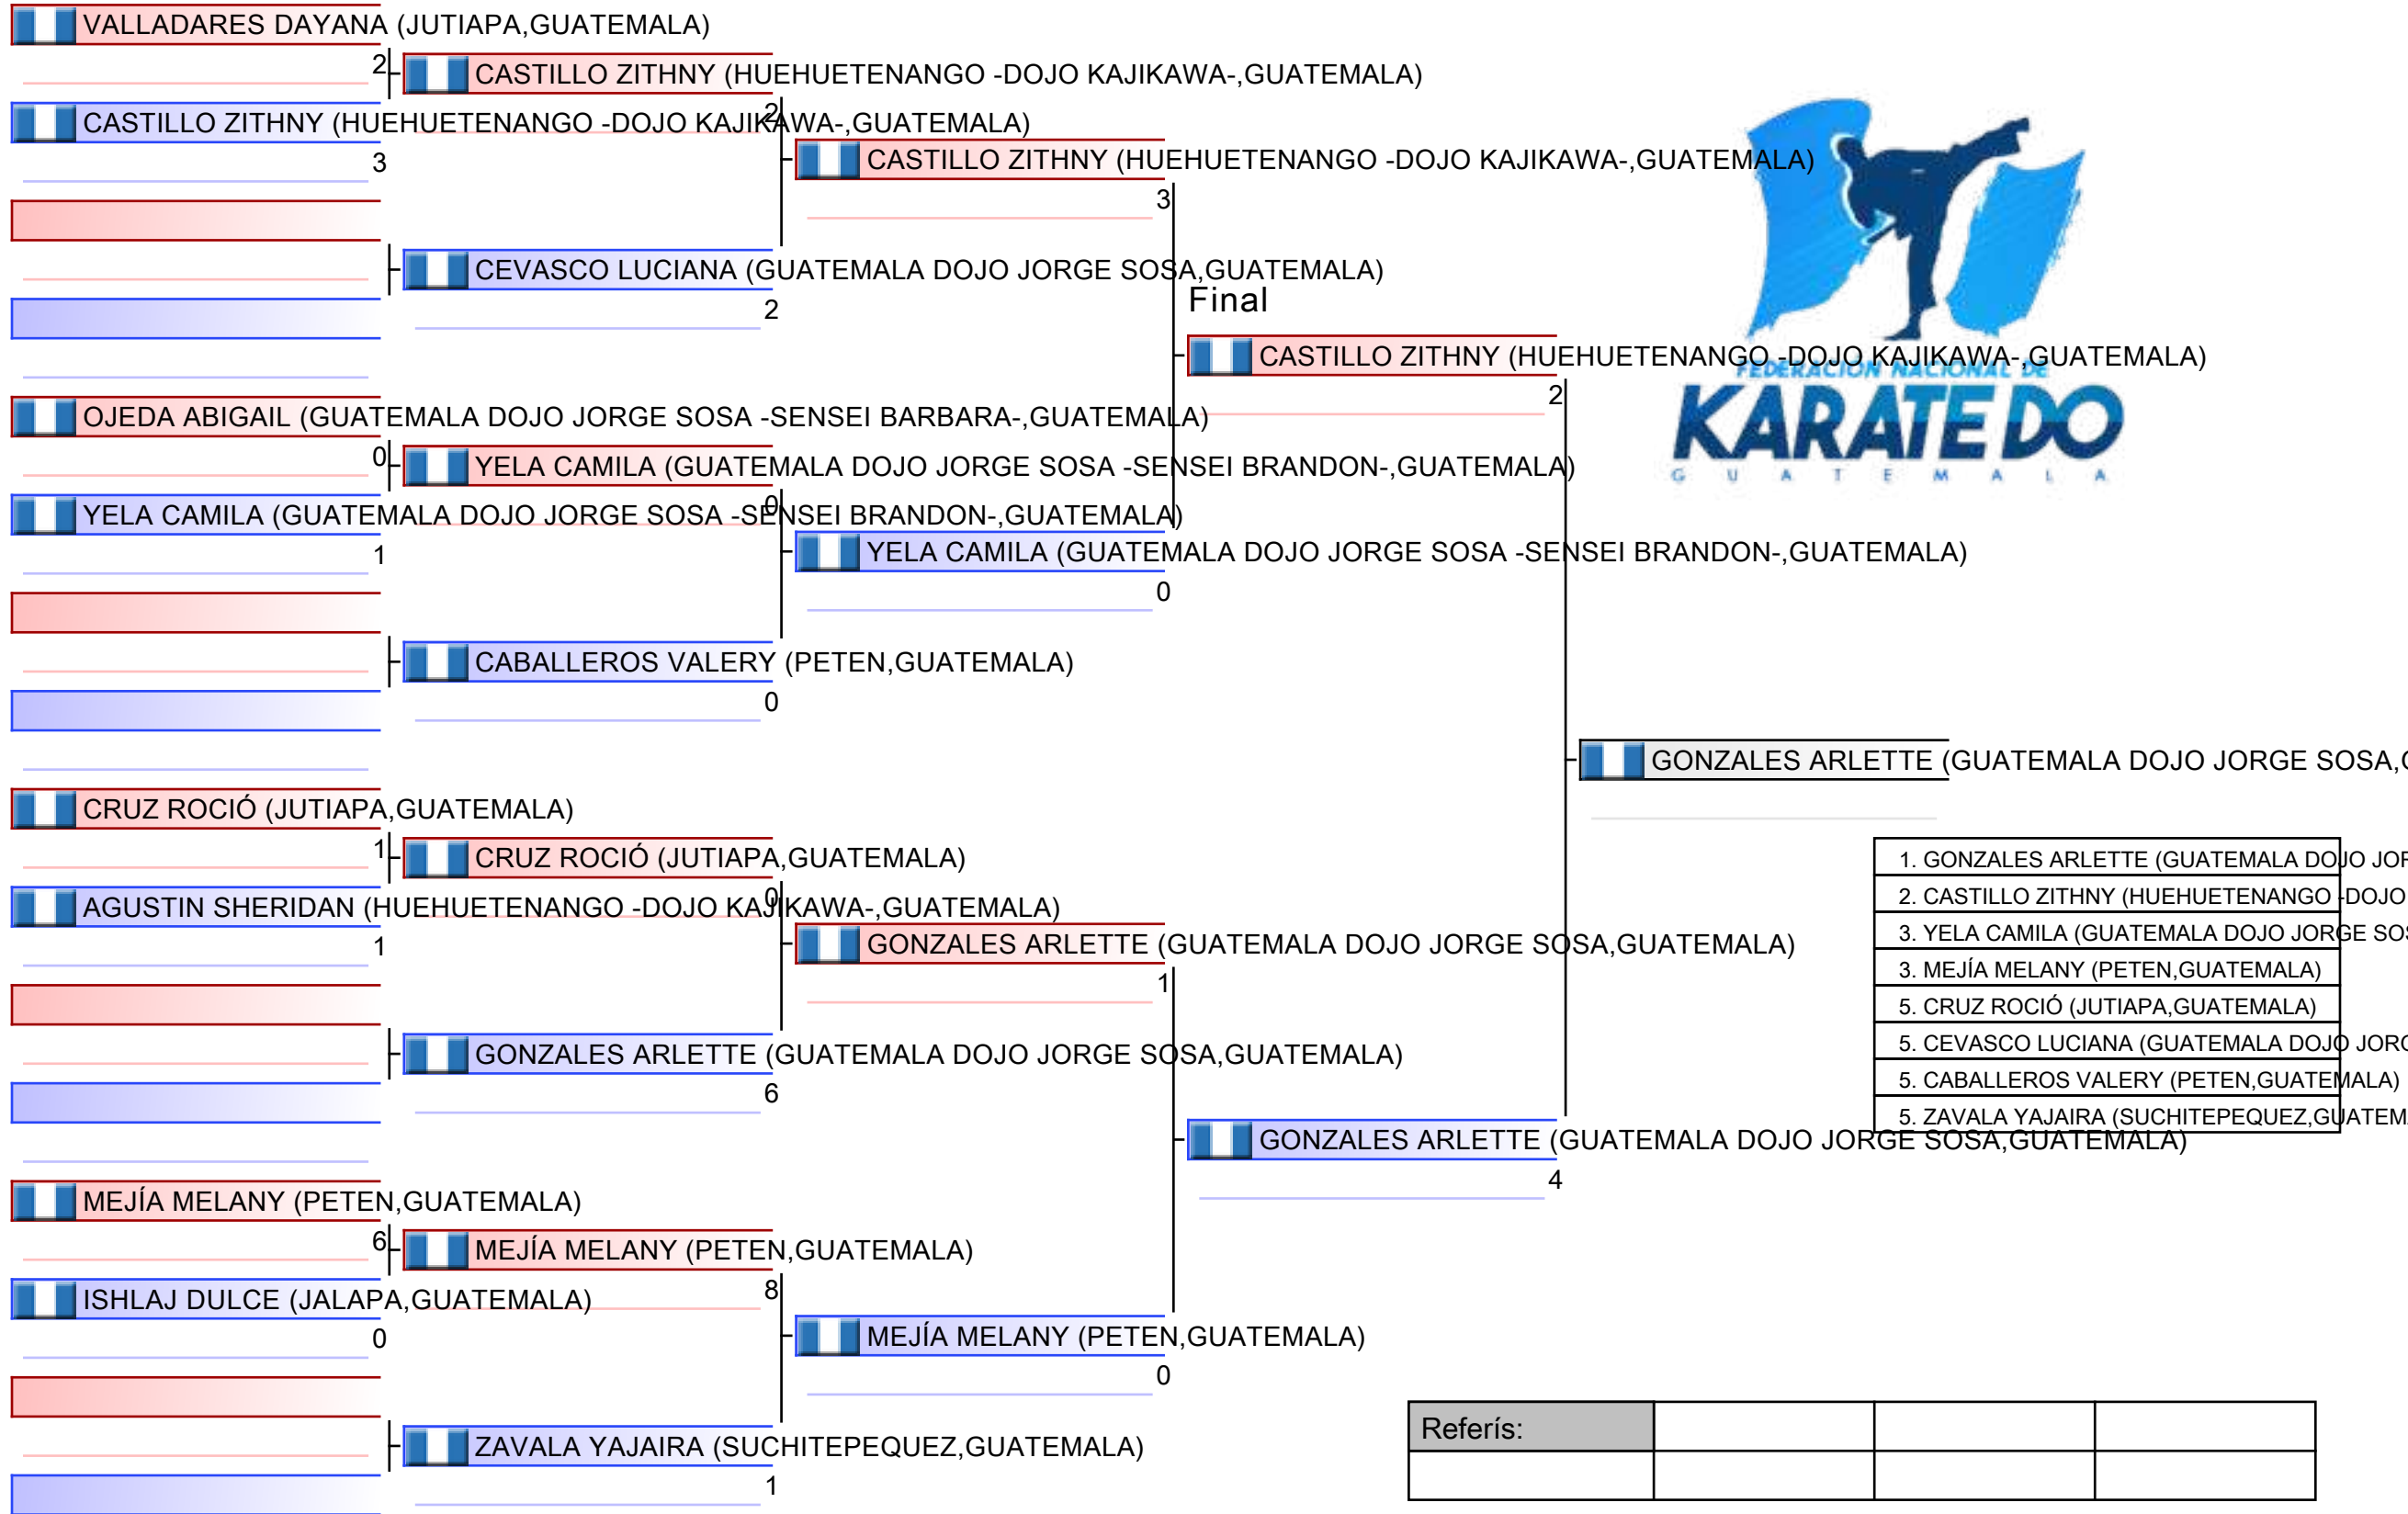 VALLADARES DAYANA (JUTIAPA,GUATEMALA)
2
CASTILLO ZITHNY (HUEHUETENANGO -DOJO KAJIKAWA-,GUATEMALA)
3
OJEDA ABIGAIL (GUATEMALA DOJO JORGE SOSA -SENSEI BARBARA-,GUATEMALA)
0
YELA CAMILA (GUATEMALA DOJO JORGE SOSA -SENSEI BRANDON-,GUATEMALA)
1
CRUZ ROCIÓ (JUTIAPA,GUATEMALA)
1
AGUSTIN SHERIDAN (HUEHUETENANGO -DOJO KAJIKAWA-,GUATEMALA)
1
MEJÍA MELANY (PETEN,GUATEMALA)
6
ISHLAJ DULCE (JALAPA,GUATEMALA)
0
CASTILLO ZITHNY (HUEHUETENANGO -DOJO KAJIKAWA-,GUATEMALA)
2
CEVASCO LUCIANA (GUATEMALA DOJO JORGE SOSA,GUATEMALA)
2
YELA CAMILA (GUATEMALA DOJO JORGE SOSA -SENSEI BRANDON-,GUATEMALA)
0
CABALLEROS VALERY (PETEN,GUATEMALA)
0
CRUZ ROCIÓ (JUTIAPA,GUATEMALA)
0
GONZALES ARLETTE (GUATEMALA DOJO JORGE SOSA,GUATEMALA)
6
MEJÍA MELANY (PETEN,GUATEMALA)
8
ZAVALA YAJAIRA (SUCHITEPEQUEZ,GUATEMALA)
1
CASTILLO ZITHNY (HUEHUETENANGO -DOJO KAJIKAWA-,GUATEMALA)
3
YELA CAMILA (GUATEMALA DOJO JORGE SOSA -SENSEI BRANDON-,GUATEMALA)
0
GONZALES ARLETTE (GUATEMALA DOJO JORGE SOSA,GUATEMALA)
1
MEJÍA MELANY (PETEN,GUATEMALA)
0
Final
CASTILLO ZITHNY (HUEHUETENANGO -DOJO KAJIKAWA-,GUATEMALA)
2
GONZALES ARLETTE (GUATEMALA DOJO JORGE SOSA,GUATEMALA)
4
FEDERACIÓN NACIONAL DE
KARATE DO
GUATEMALA
GONZALES ARLETTE (GUATEMALA DOJO JORGE SOSA,
1. GONZALES ARLETTE (GUATEMALA DOJO
2. CASTILLO ZITHNY (HUEHUETENANGO -DOJO
3. YELA CAMILA (GUATEMALA DOJO JORGE
3. MEJÍA MELANY (PETEN,GUATEMALA)
5. CRUZ ROCIÓ (JUTIAPA,GUATEMALA)
5. CEVASCO LUCIANA (GUATEMALA DOJO
5. CABALLEROS VALERY (PETEN,GUATEMALA)
5. ZAVALA YAJAIRA (SUCHITEPEQUEZ,
Referís: